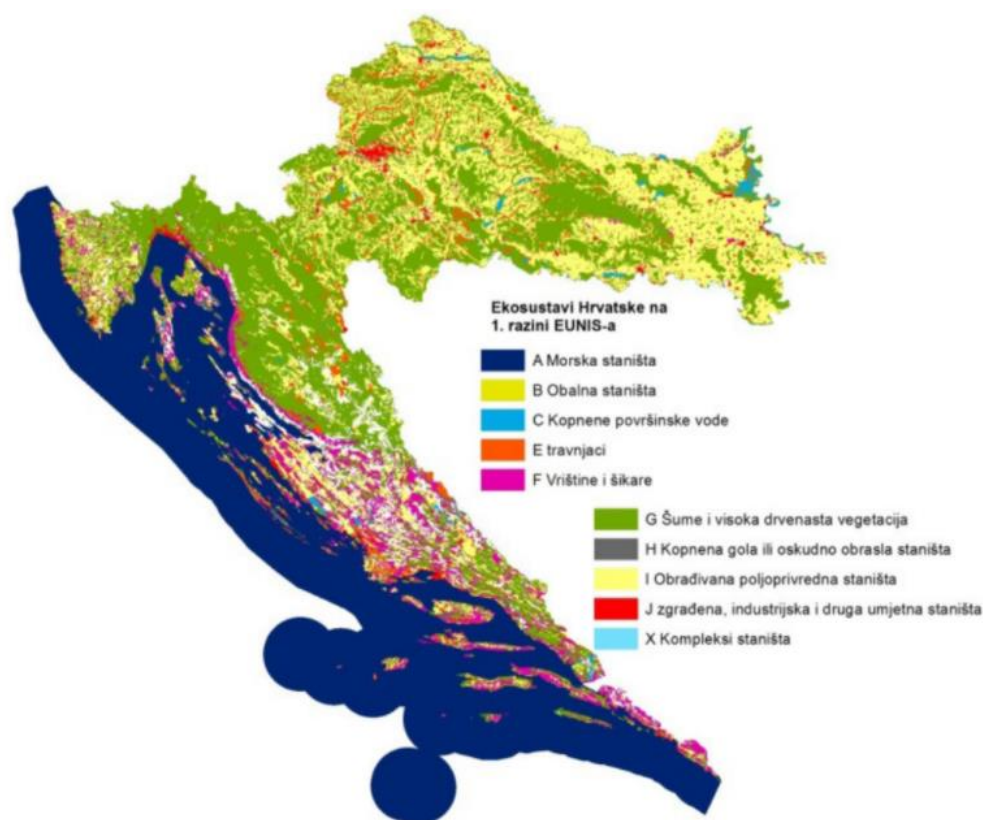 Ekosustavi Hrvatske na
1. razini EUNIS-a
A Morska staništa
B Obalna staništa
C Kopnene površinske vode
E travnjaci
F Vrištine i šikare
G Šume i visoka drvenasta vegetacija
H Kopnena gola ili oskudno obrasla staništa
I Obrađivana poljoprivredna staništa
J zgrađena, industrijska i druga umjetna staništa
X Kompleksi staništa